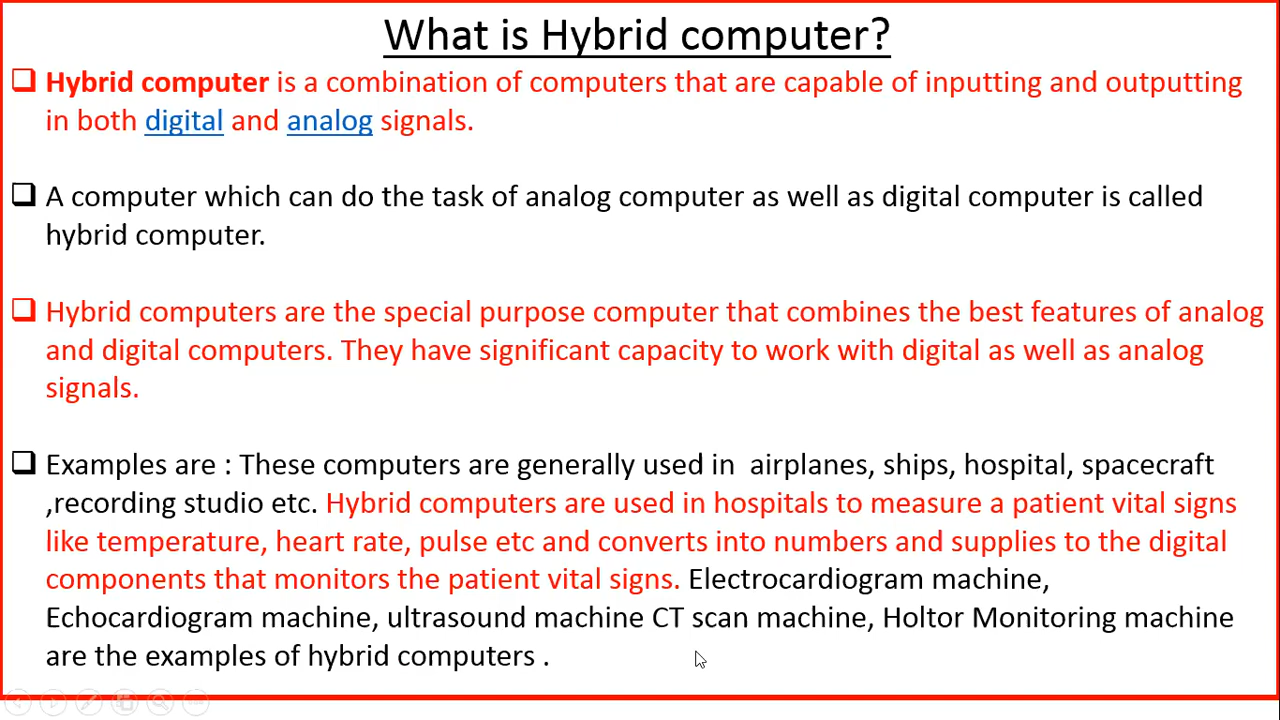 What is Hybrid computer?
Hybrid computer is a combination of computers that are capable of inputting and outputting
in both digital and analog signals.
A computer which can do the task of analog computer as well as digital computer is called
hybrid computer.
Hybrid computers are the special purpose computer that combines the best features of analog
and digital computers. They have significant capacity to work with digital as well as analog
signals.
Examples are : These computers are generally used in  airplanes, ships, hospital, spacecraft
,recording studio etc. Hybrid computers are used in hospitals to measure a patient vital signs
like temperature, heart rate, pulse etc and converts into numbers and supplies to the digital
components that monitors the patient vital signs. Electrocardiogram machine,
Echocardiogram machine, ultrasound machine CT scan machine, Holtor Monitoring machine
are the examples of hybrid computers .